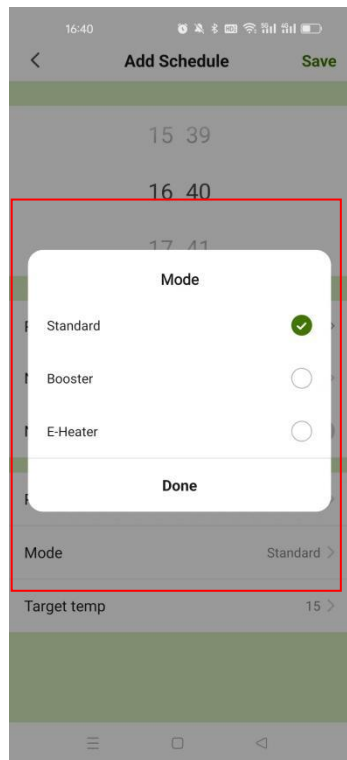 16:40
Add Schedule Save
15 39
16 40
17 41
Mode
Standard
Booster
E-Heater
Done
Mode Standard
Target temp 15